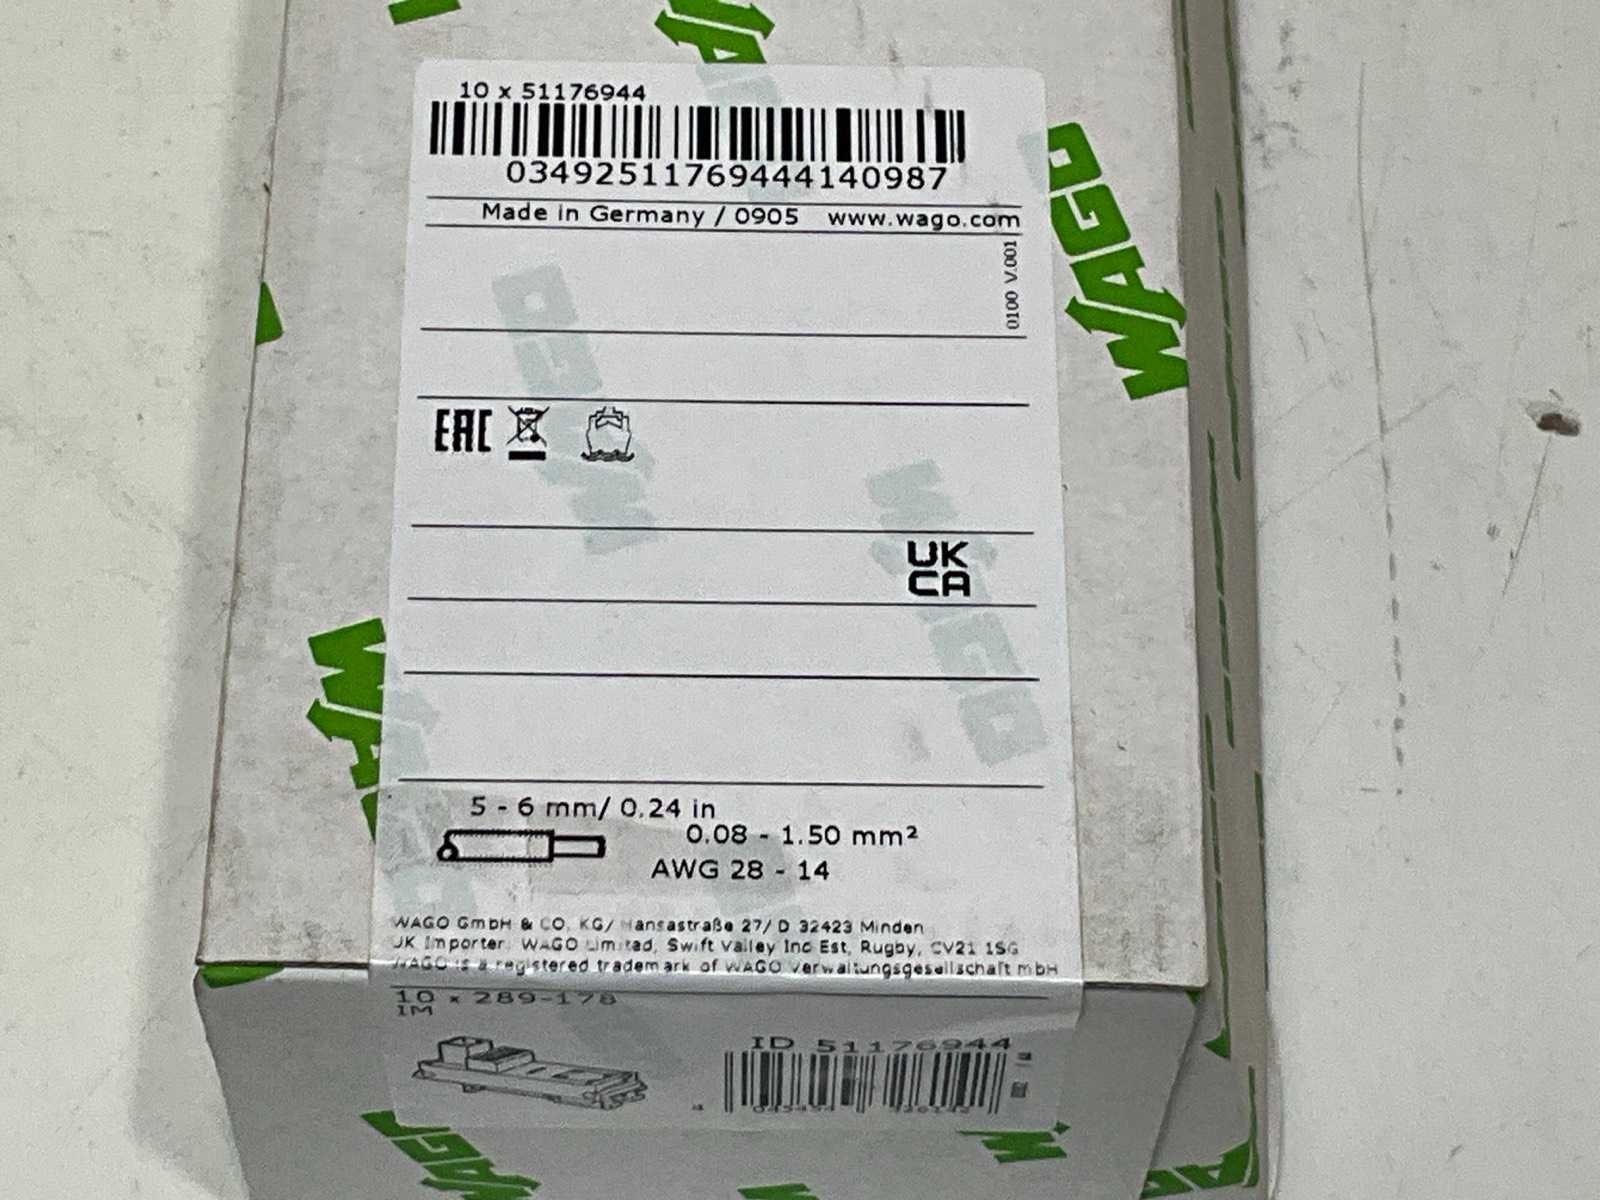 10 x 51176944
034925117694441 40987
Made in Germany / 0905 www.wago.com
0100 V.001
WAGO
EAC
UK
CA
5 - 6 mm/ 0.24 in
0.08 - 1.50 mm²
AWG 28 - 14
WAGO GmbH & CO. KG/ Hansastraße 27/ D 32423 Minden
UK Importer: WAGO Limited, Swift Valley Ind Est, Rugby, CV21 1SG
WAGO is a registered trademark of WAGO Verwaltungsgesellschaft mbH
10 x 289-178
1M
ID 51176944